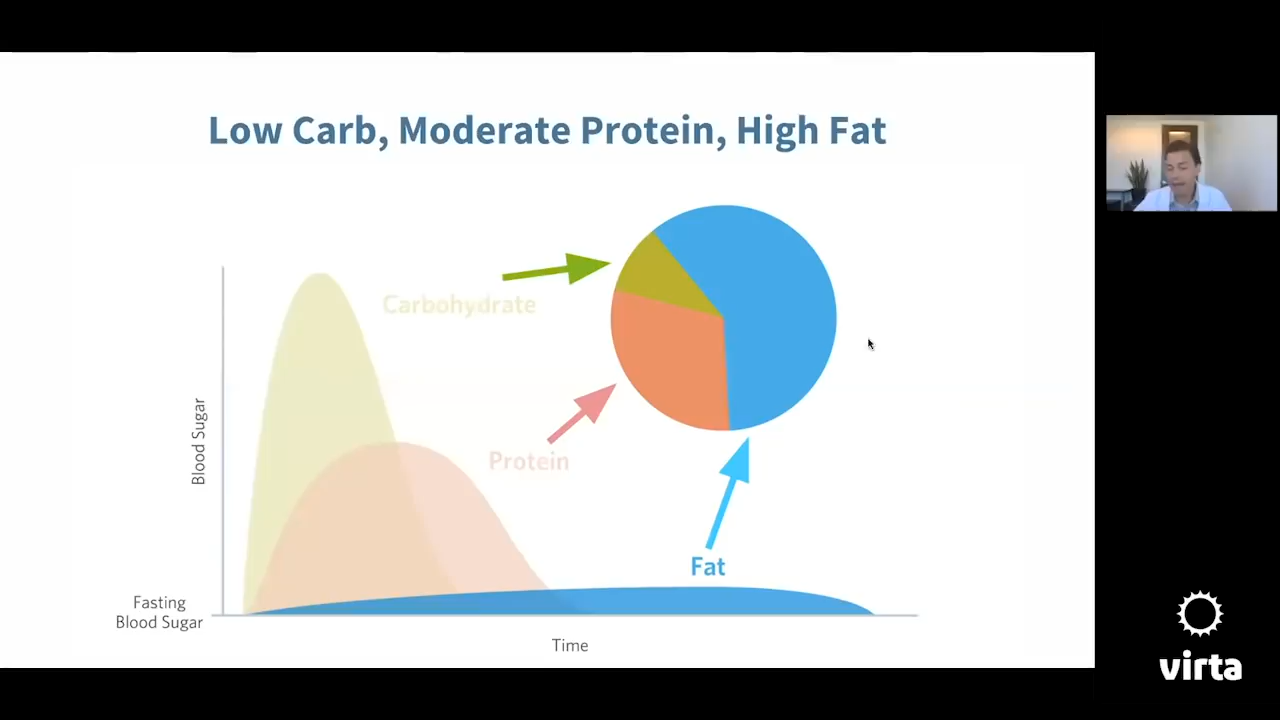 Low Carb, Moderate Protein, High Fat
Carbohydrate
Blood Sugar
Protein
Fat
Fasting
Blood Sugar
Time
virta